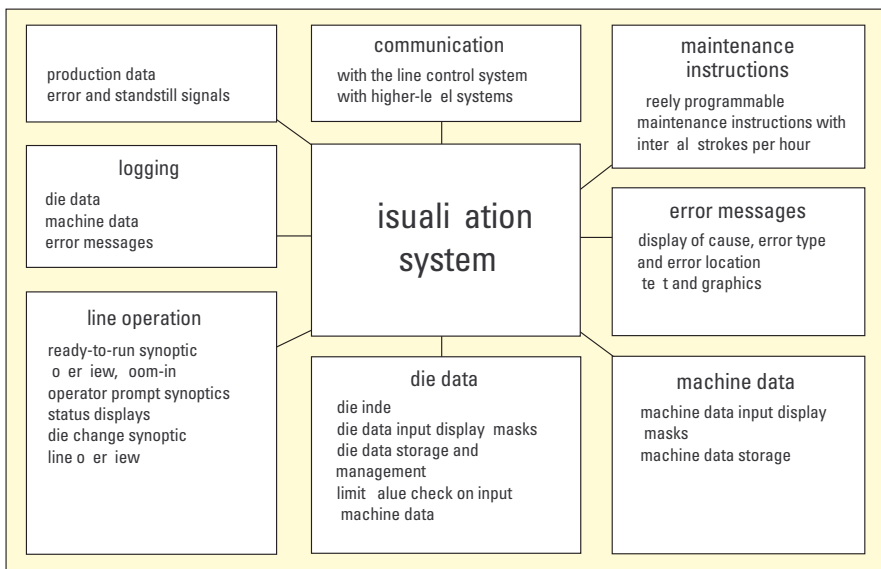 production data
error and standstill signals
communication
with the line control system
with higher-le el systems
maintenance
instructions
reely programmable
maintenance instructions with
inter al strokes per hour
logging
die data
machine data
error messages
isuali ation
system
error messages
display of cause, error type
and error location
te t and graphics
line operation
ready-to-run synoptic
o er iew, oom-in
operator prompt synoptics
status displays
die change synoptic
line o er iew
die data
die inde
die data input display masks
die data storage and
management
limit alue check on input
machine data
machine data
machine data input display
masks
machine data storage